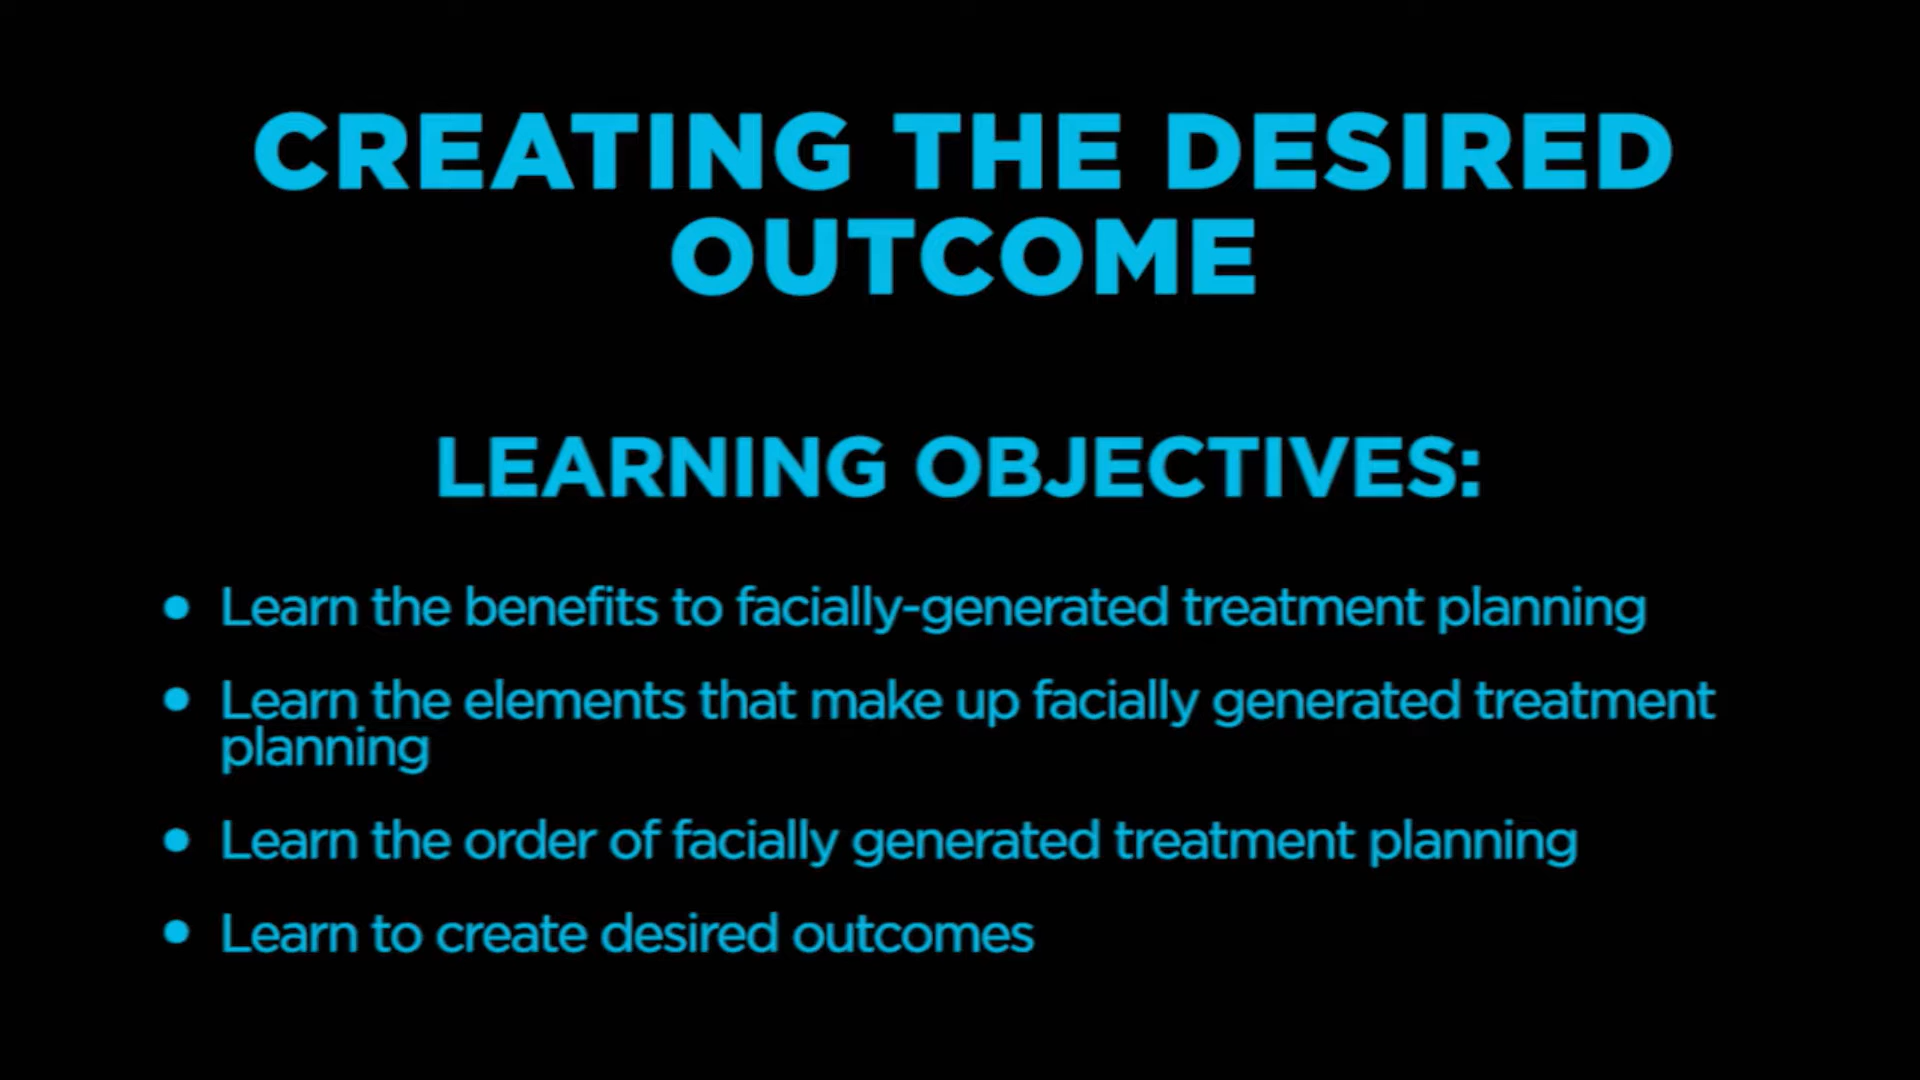 CREATING THE DESIRED
OUTCOME
LEARNING OBJECTIVES:
• Learn the benefits to facially-generated treatment planning
• Learn the elements that make up facially generated treatment
planning
• Learn the order of facially generated treatment planning
• Learn to create desired outcomes